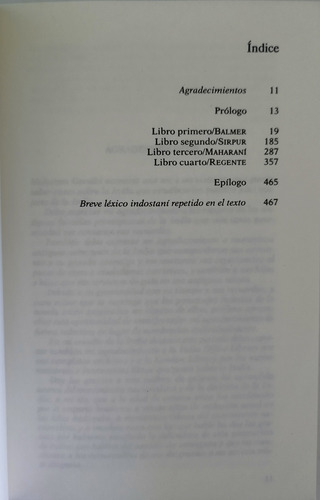 Índice
Agradecimientos 11
Prólogo 13
Libro primero/BALMER 19
Libro segundo/SIRPUR 185
Libro tercero/MAHARANÍ 287
Libro cuarto/REGENTE 357
Epílogo 465
Breve léxico indostaní repetido en el texto 467